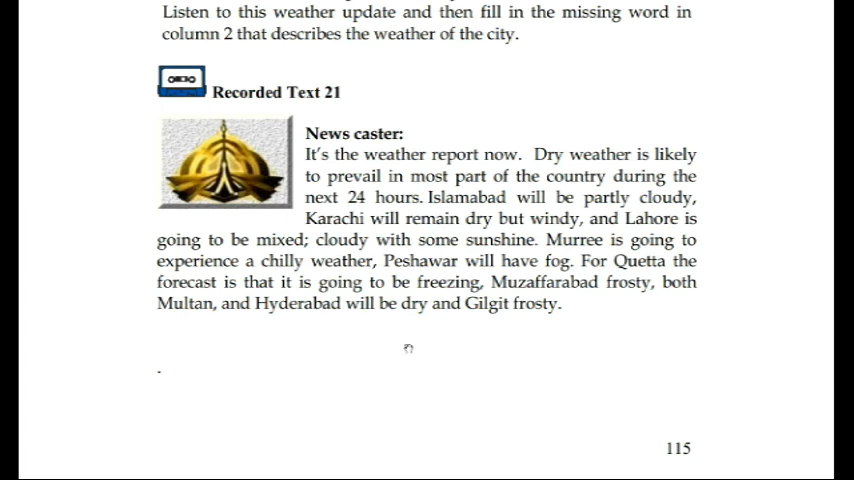 Listen to this weather update and then fill in the missing word in
column 2 that describes the weather of the city.
Recorded Text 21
News caster:
It's the weather report now. Dry weather is likely
to prevail in most part of the country during the
next 24 hours. Islamabad will be partly cloudy,
Karachi will remain dry but windy, and Lahore is
going to be mixed; cloudy with some sunshine. Murree is going to
experience a chilly weather, Peshawar will have fog. For Quetta the
forecast is that it is going to be freezing, Muzaffarabad frosty, both
Multan, and Hyderabad will be dry and Gilgit frosty.
.
115